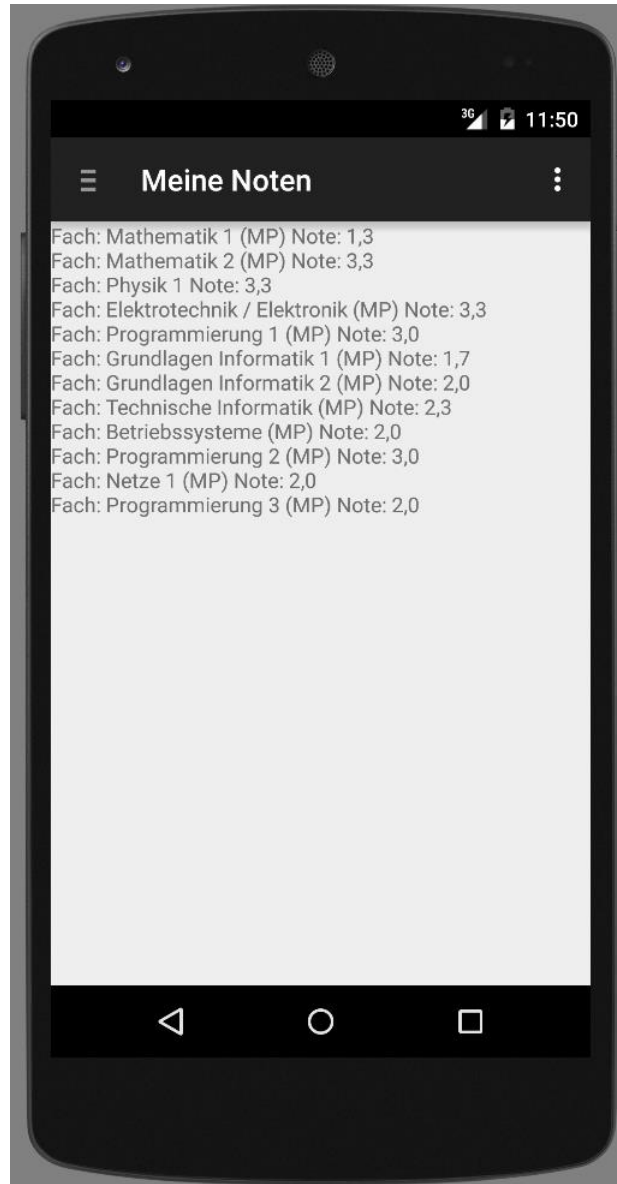 3G 11:50
Meine Noten
Fach: Mathematik 1 (MP) Note: 1,3
Fach: Mathematik 2 (MP) Note: 3,3
Fach: Physik 1 Note: 3,3
Fach: Elektrotechnik / Elektronik (MP) Note: 3,3
Fach: Programmierung 1 (MP) Note: 3,0
Fach: Grundlagen Informatik 1 (MP) Note: 1,7
Fach: Grundlagen Informatik 2 (MP) Note: 2,0
Fach: Technische Informatik (MP) Note: 2,3
Fach: Betriebssysteme (MP) Note: 2,0
Fach: Programmierung 2 (MP) Note: 3,0
Fach: Netze 1 (MP) Note: 2,0
Fach: Programmierung 3 (MP) Note: 2,0